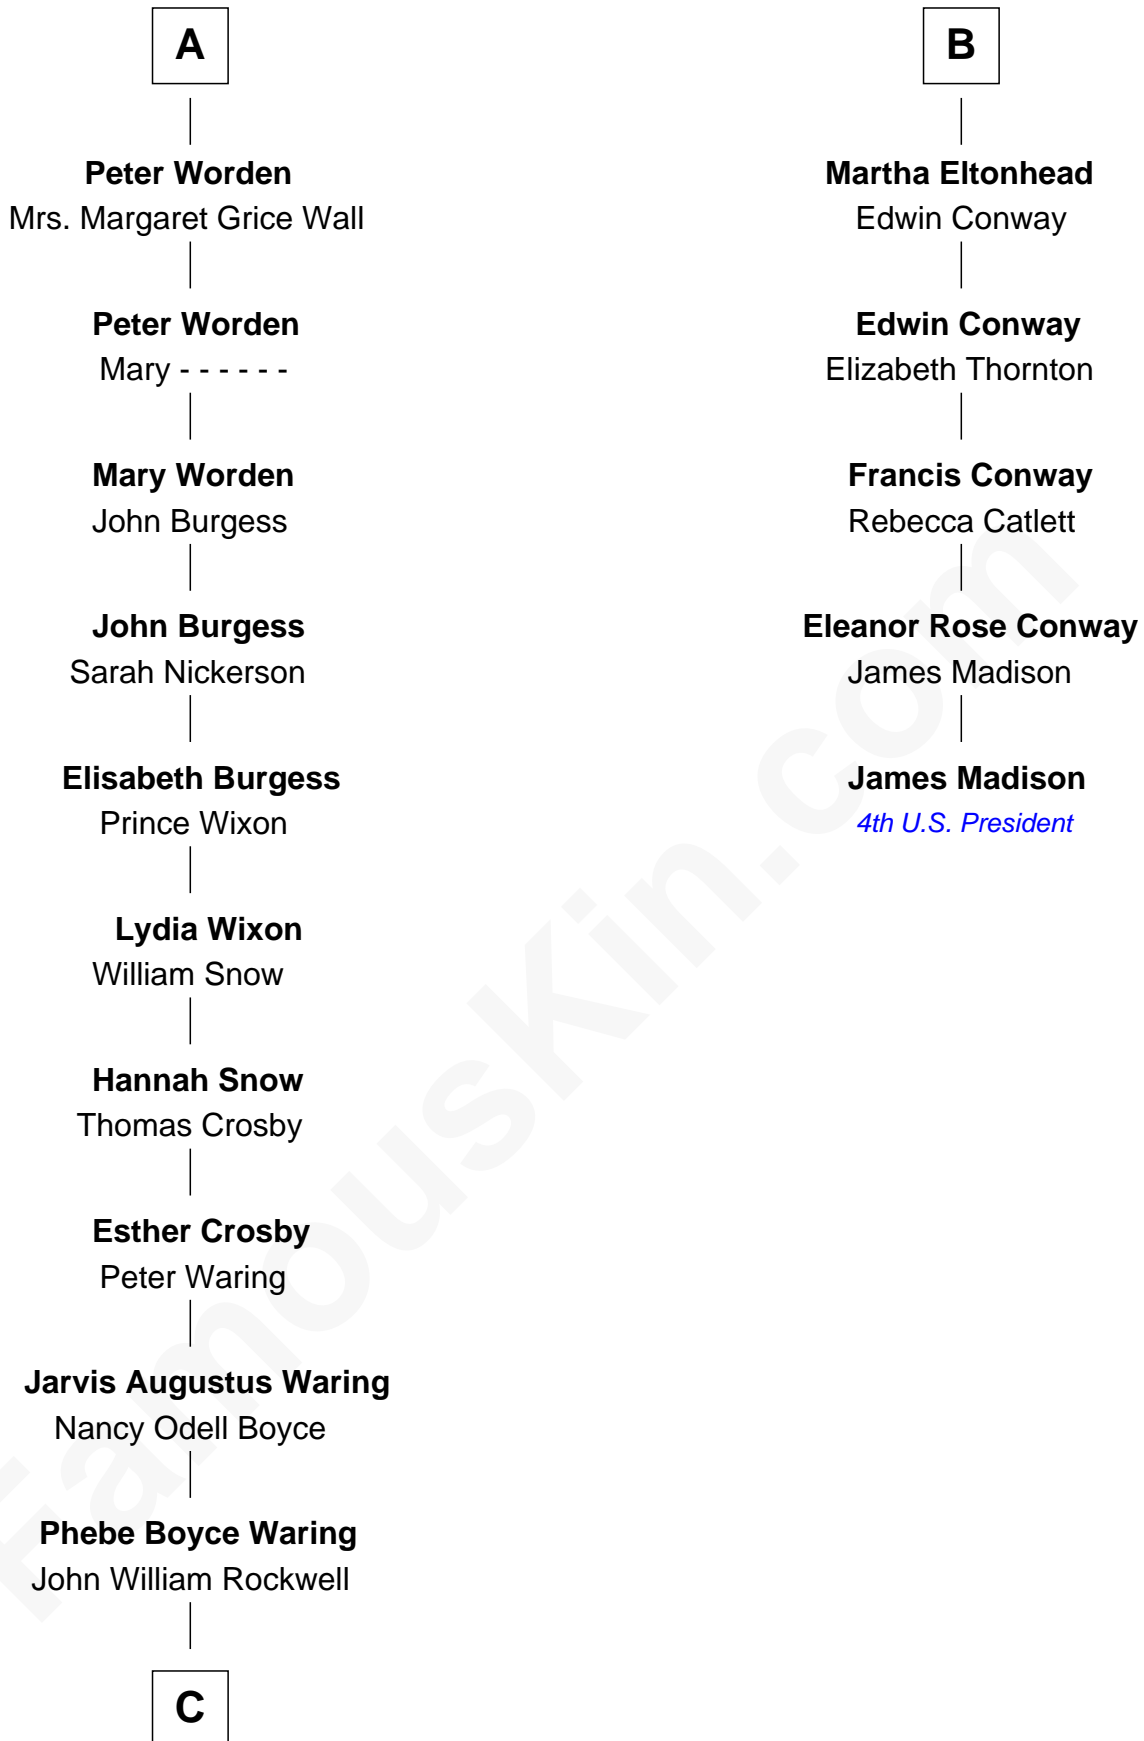 A
Peter Worden
Mrs. Margaret Grice Wall
Peter Worden
Mary - - - - - -
Mary Worden
John Burgess
John Burgess
Sarah Nickerson
Elisabeth Burgess
Prince Wixon
Lydia Wixon
William Snow
Hannah Snow
Thomas Crosby
Esther Crosby
Peter Waring
Jarvis Augustus Waring
Nancy Odell Boyce
Phebe Boyce Waring
John William Rockwell
C
B
Martha Eltonhead
Edwin Conway
Edwin Conway
Elizabeth Thornton
Francis Conway
Rebecca Catlett
Eleanor Rose Conway
James Madison
James Madison
4th U.S. President
FamousKin.com